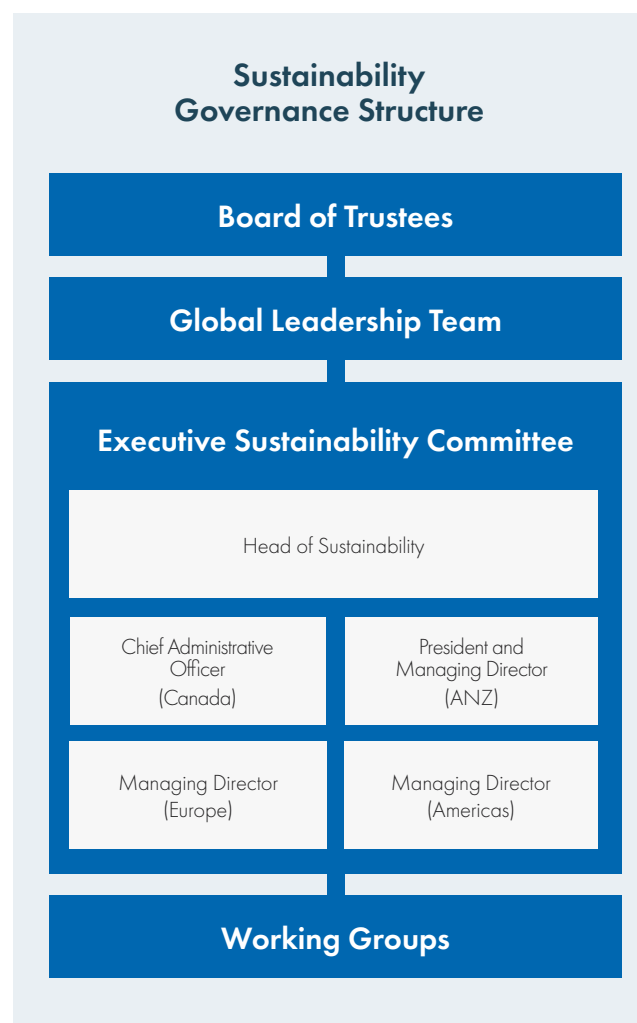 Sustainability
Governance Structure
Board of Trustees
Global Leadership Team
Executive Sustainability Committee
Head of Sustainability
Chief Administrative
Officer
(Canada)
President and
Managing Director
(ANZ)
Managing Director
(Europe)
Managing Director
(Americas)
Working Groups